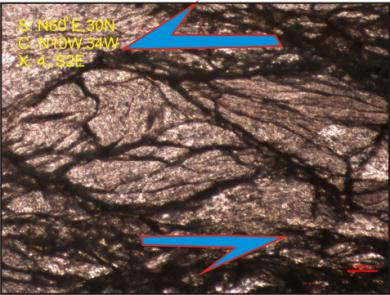 S: N60 E,30N
C: N10W,34W
X: 4, S2E